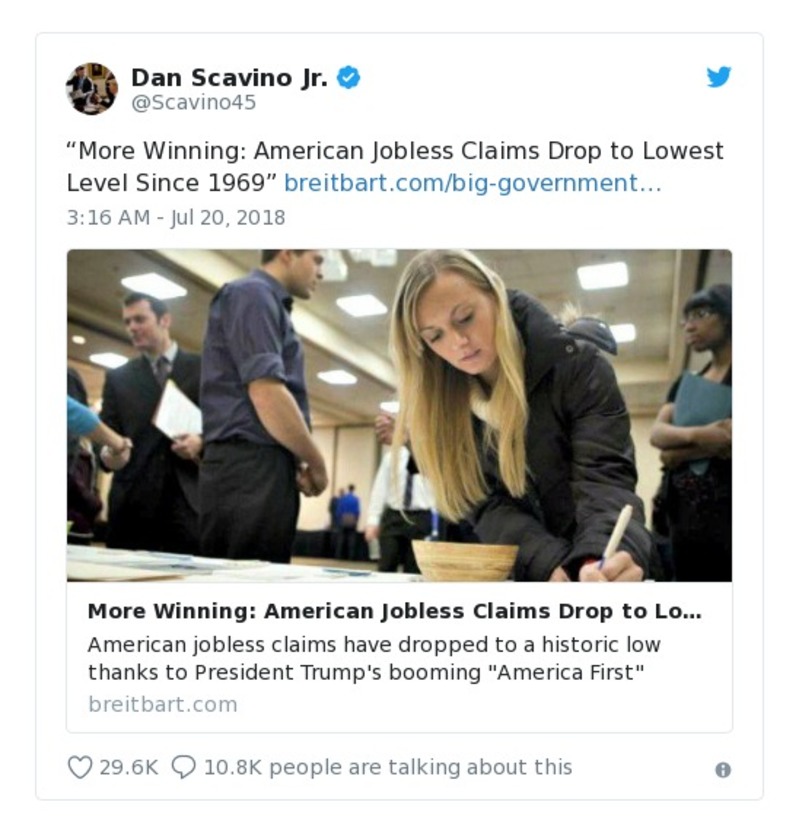 Dan Scavino Jr.
@Scavino45
“More Winning: American Jobless Claims Drop to Lowest
Level Since 1969” breitbart.com/big-government…
3:16 AM - Jul 20, 2018
More Winning: American Jobless Claims Drop to Lo...
American jobless claims have dropped to a historic low
thanks to President Trump's booming "America First"
breitbart.com
29.6K 10.8K people are talking about this